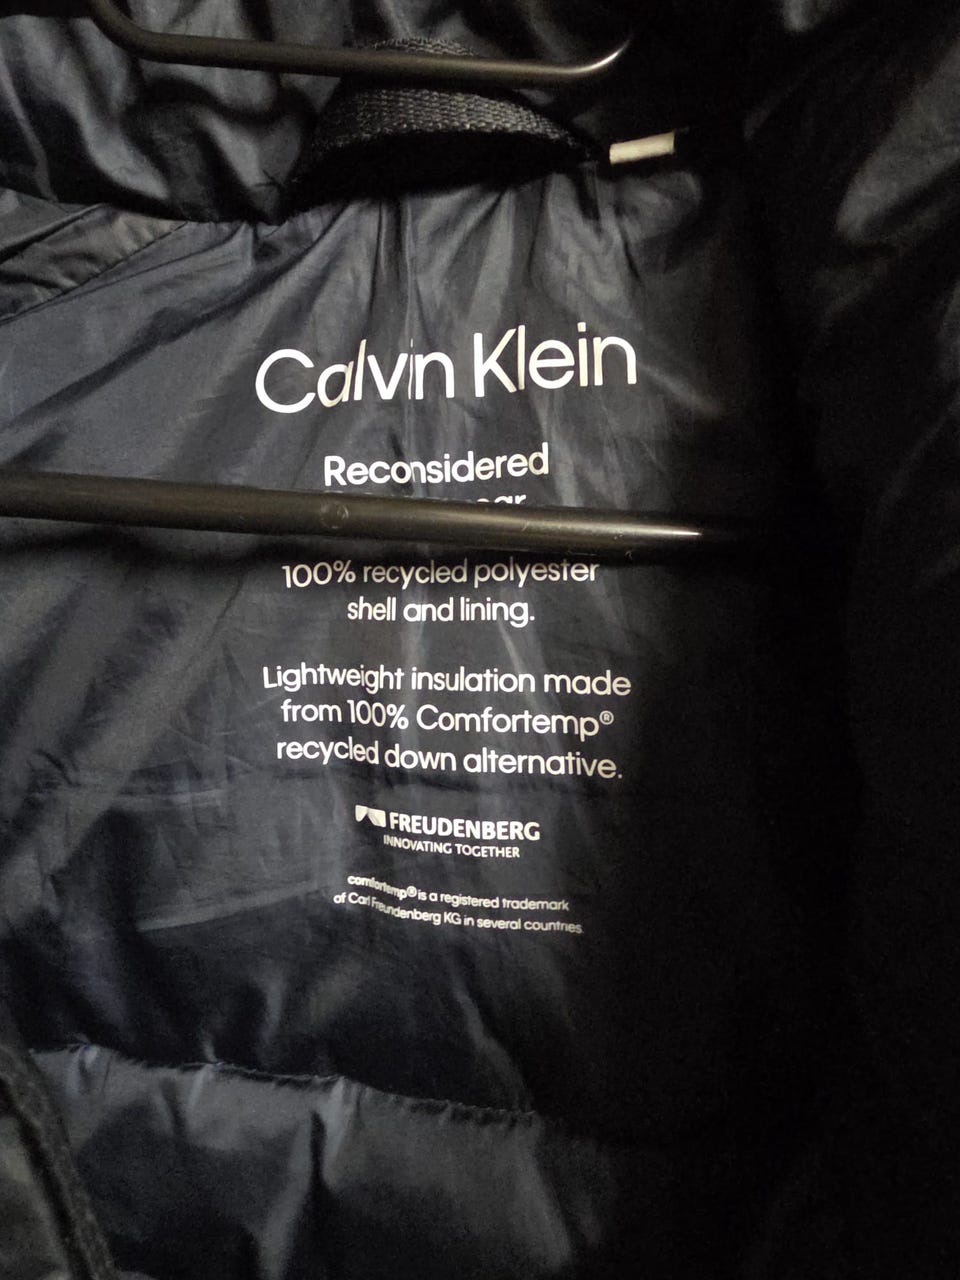 Calvin Klein
Reconsidered
100% recycled polyester
shell and lining.
Lightweight insulation made
from 100% Comfortemp®
recycled down alternative.
FREUDENBERG
INNOVATING TOGETHER
comfortemp® is a registered trademark
of Carl Freundenberg KG in several countries.